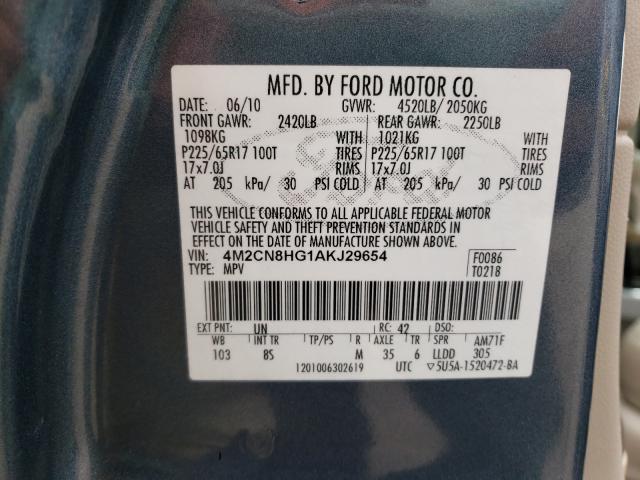 MFD. BY FORD MOTOR CO.
DATE: 06/10 GVWR: 4520LB/ 2050KG
FRONT GAWR: 2420LB REAR GAWR: 2250LB
1098KG WITH 1021KG WITH
P225/65R17 100T TIRES P225/65R17 100T TIRES
17x7.0J RIMS 17x7.0J RIMS
AT 205 kPa/ 30 PSI COLD AT 205 kPa/ 30 PSI COLD
THIS VEHICLE CONFORMS TO ALL APPLICABLE FEDERAL MOTOR
VEHICLE SAFETY AND THEFT PREVENTION STANDARDS IN
EFFECT ON THE DATE OF MANUFACTURE SHOWN ABOVE.
VIN: 4M2CN8HG1AKJ29654 F0086
TYPE: MPV T0218
EXT PNT: UN RC: 42 DSO:
WB INT TR TP/PS R AXLE TR SPR AM71F
103 8S M 35 6 LLDD 305
1201006302619 UTC ▽5U5A-1520472-BA